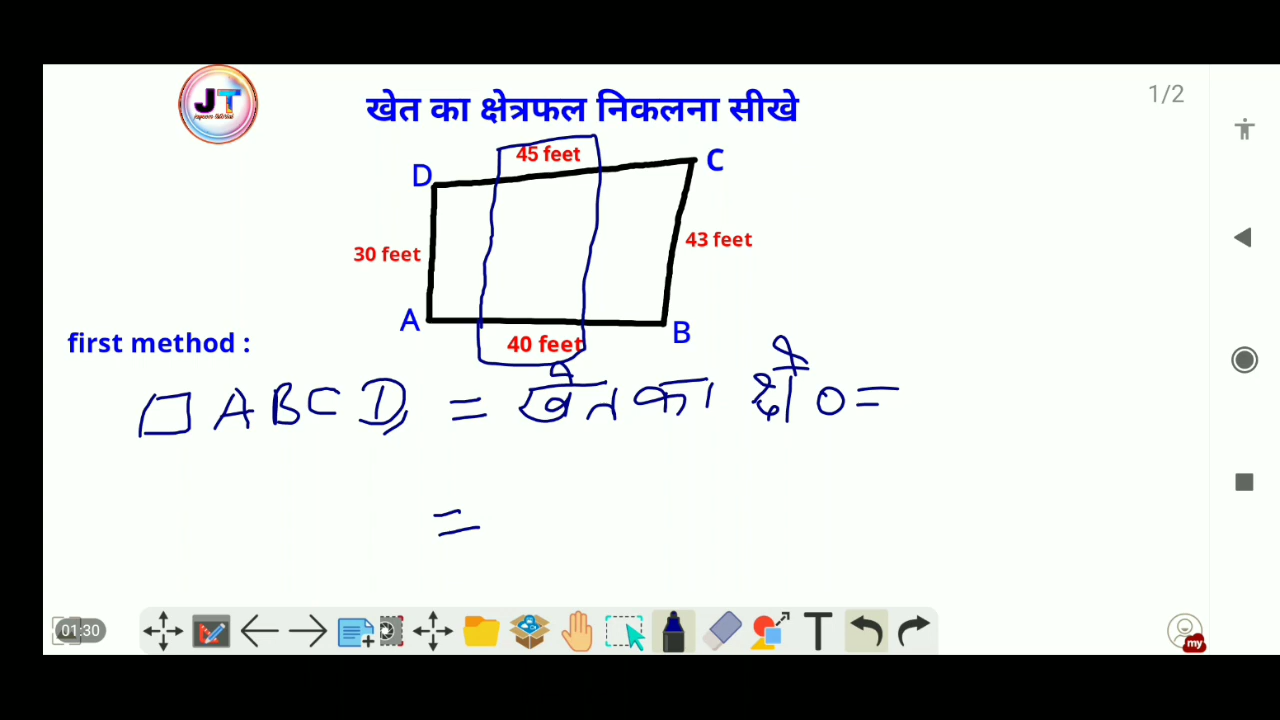 JT
1/2
खेत का क्षेत्रफल निकलना सीखे
45 feet
D
C
30 feet
43 feet
A
B
40 feet
first method :
□ ABCD = खेत का क्षे० =
=
01:30
T
my